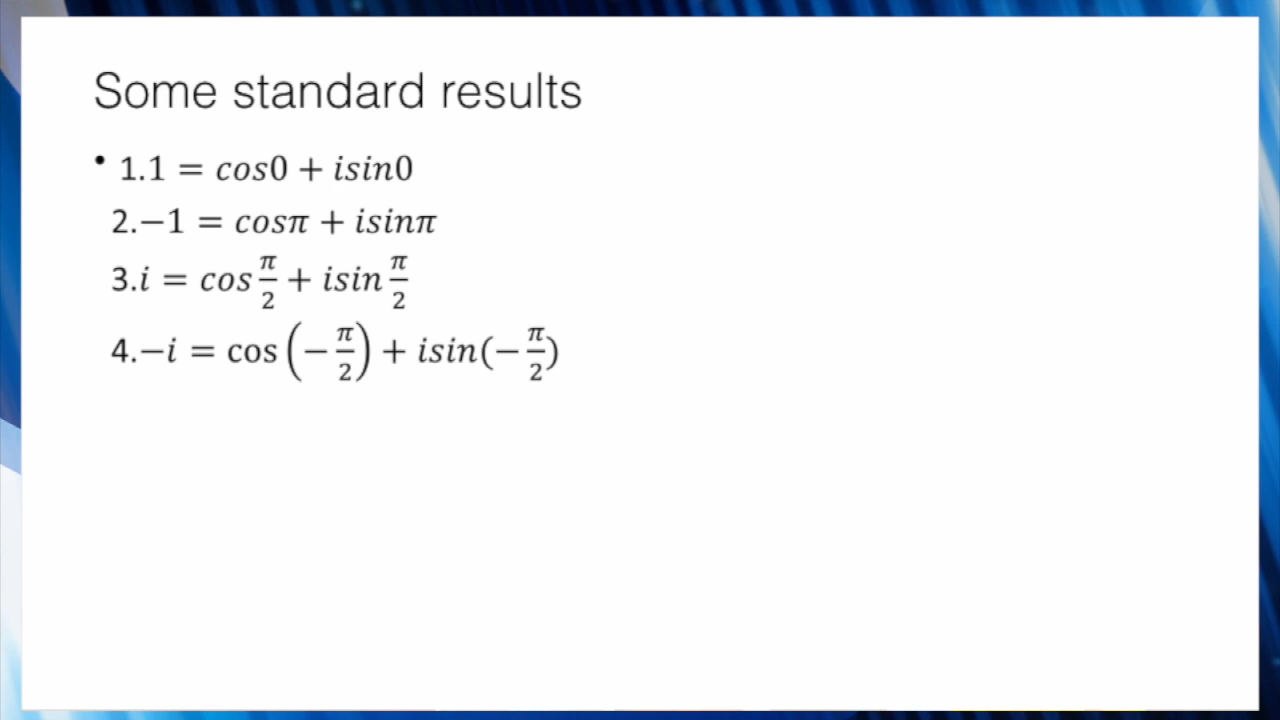 Some standard results
• 1.1 = cos0 + isin0
2.−1 = cosπ + isinπ
3.i = cos π/2 + isin π/2
4.−i = cos (−π/2) + isin(−π/2)